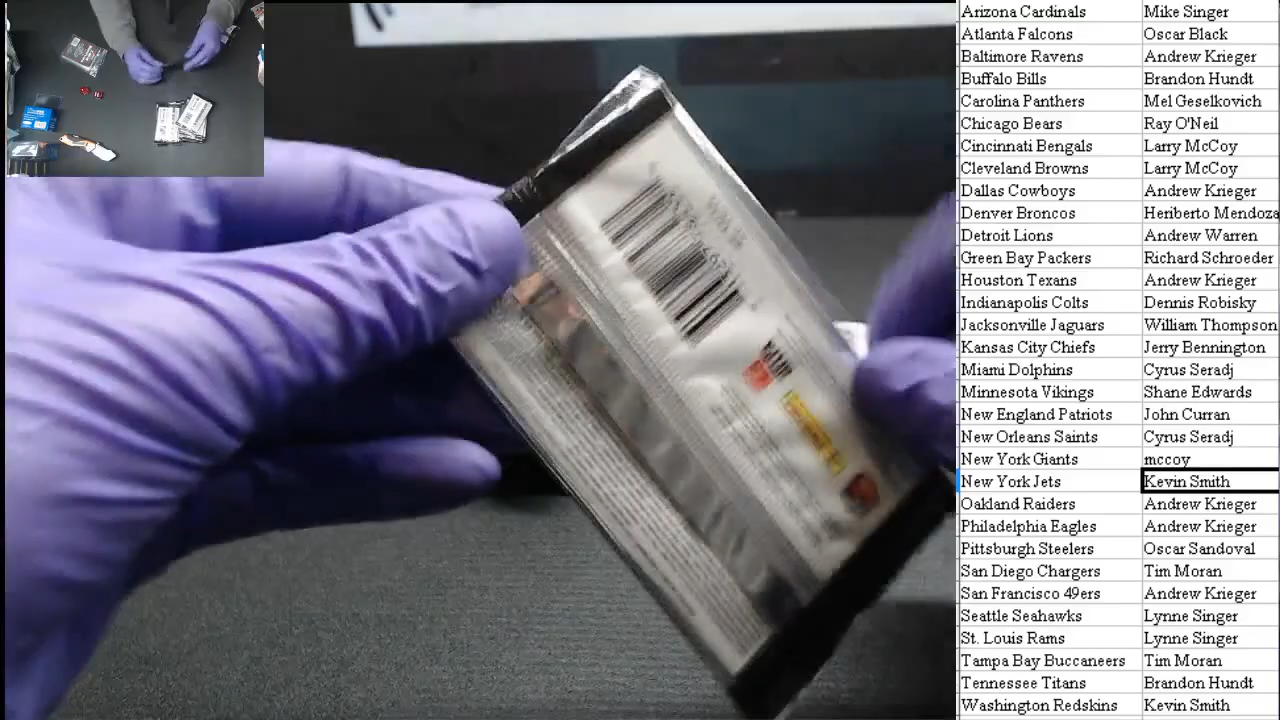 Arizona Cardinals Mike Singer
Atlanta Falcons Oscar Black
Baltimore Ravens Andrew Krieger
Buffalo Bills Brandon Hundt
Carolina Panthers Mel Geselkovich
Chicago Bears Ray O'Neil
Cincinnati Bengals Larry McCoy
Cleveland Browns Larry McCoy
Dallas Cowboys Andrew Krieger
Denver Broncos Heriberto Mendoza
Detroit Lions Andrew Warren
Green Bay Packers Richard Schroeder
Houston Texans Andrew Krieger
Indianapolis Colts Dennis Robisky
Jacksonville Jaguars William Thompson
Kansas City Chiefs Jerry Bennington
Miami Dolphins Cyrus Seradj
Minnesota Vikings Shane Edwards
New England Patriots John Curran
New Orleans Saints Cyrus Seradj
New York Giants mccoy
New York Jets Kevin Smith
Oakland Raiders Andrew Krieger
Philadelphia Eagles Andrew Krieger
Pittsburgh Steelers Oscar Sandoval
San Diego Chargers Tim Moran
San Francisco 49ers Andrew Krieger
Seattle Seahawks Lynne Singer
St. Louis Rams Lynne Singer
Tampa Bay Buccaneers Tim Moran
Tennessee Titans Brandon Hundt
Washington Redskins Kevin Smith